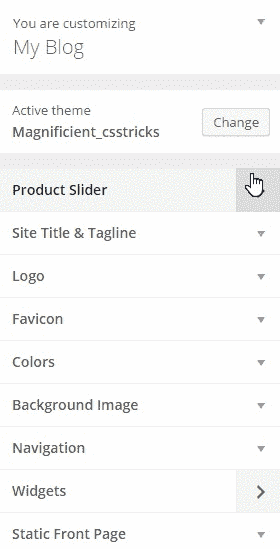 You are customizing
My Blog
Active theme
Magnificient_csstricks
Change
Product Slider
Site Title & Tagline
Logo
Favicon
Colors
Background Image
Navigation
Widgets
Static Front Page